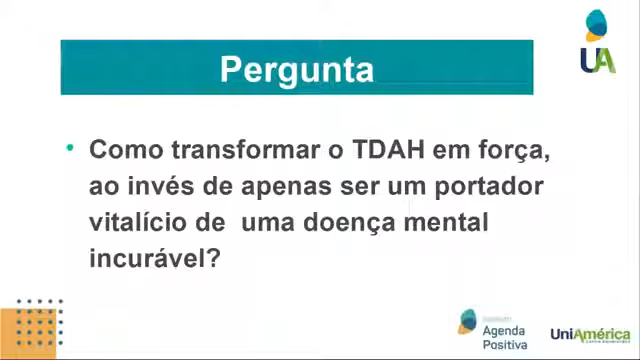 UA
Pergunta
• Como transformar o TDAH em força,
ao invés de apenas ser um portador
vitalício de uma doença mental
incurável?
Agenda
Positiva
UniAmérica